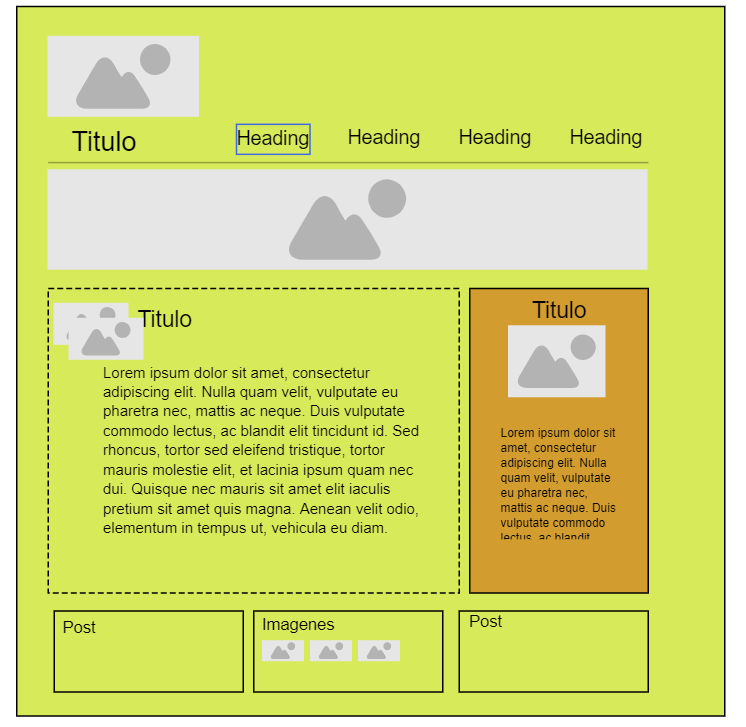 Titulo
Heading
Heading
Heading
Heading
Titulo
Lorem ipsum dolor sit amet, consectetur
adipiscing elit. Nulla quam velit, vulputate eu
pharetra nec, mattis ac neque. Duis vulputate
commodo lectus, ac blandit elit tincidunt id. Sed
rhoncus, tortor sed eleifend tristique, tortor
mauris molestie elit, et lacinia ipsum quam nec
dui. Quisque nec mauris sit amet elit iaculis
pretium sit amet quis magna. Aenean velit odio,
elementum in tempus ut, vehicula eu diam.
Titulo
Lorem ipsum dolor sit
amet, consectetur
adipiscing elit. Nulla
quam velit, vulputate
eu pharetra nec,
mattis ac neque. Duis
vulputate commodo
lectus, ac blandit
Post
Imagenes
Post